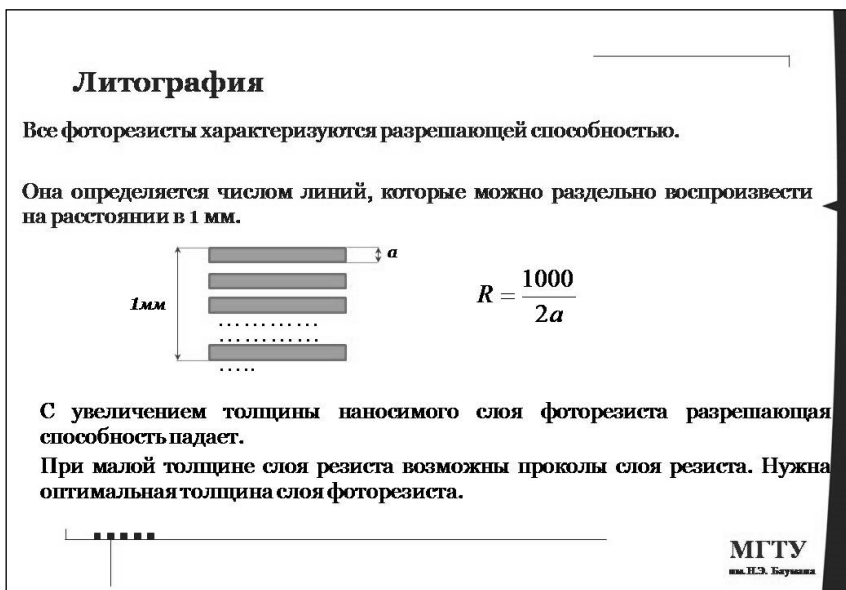 Литография
Все фоторезисты характеризуются разрешающей способностью.
Она определяется числом линий, которые можно раздельно воспроизвести
на расстоянии в 1 мм.
a
1мм
............
............
.....
R = 1000 / 2a
С увеличением толщины наносимого слоя фоторезиста разрешающая
способность падает.
При малой толщине слоя резиста возможны проколы слоя резиста. Нужна
оптимальная толщина слоя фоторезиста.
МГТУ
им. Н.Э. Баумана